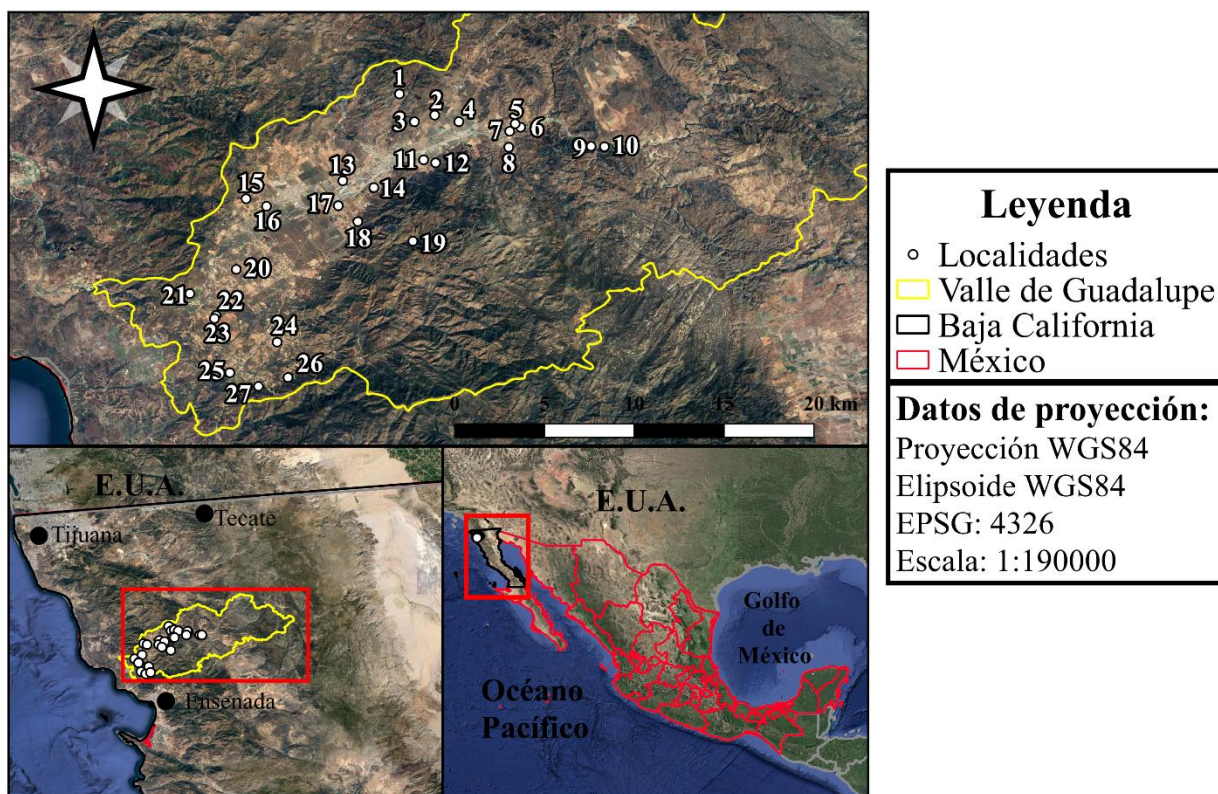 1
2
3
4
5
6
7
8
9
10
11
12
13
14
15
16
17
18
19
20
21
22
23
24
25
26
27
0
5
10
15
20 km
Leyenda
Localidades
Valle de Guadalupe
Baja California
México
Datos de proyección:
Proyección WGS84
Elipsoide WGS84
EPSG: 4326
Escala: 1:190000
E.U.A.
Tecate
Tijuana
Ensenada
E.U.A.
Golfo
de
México
Océano
Pacífico